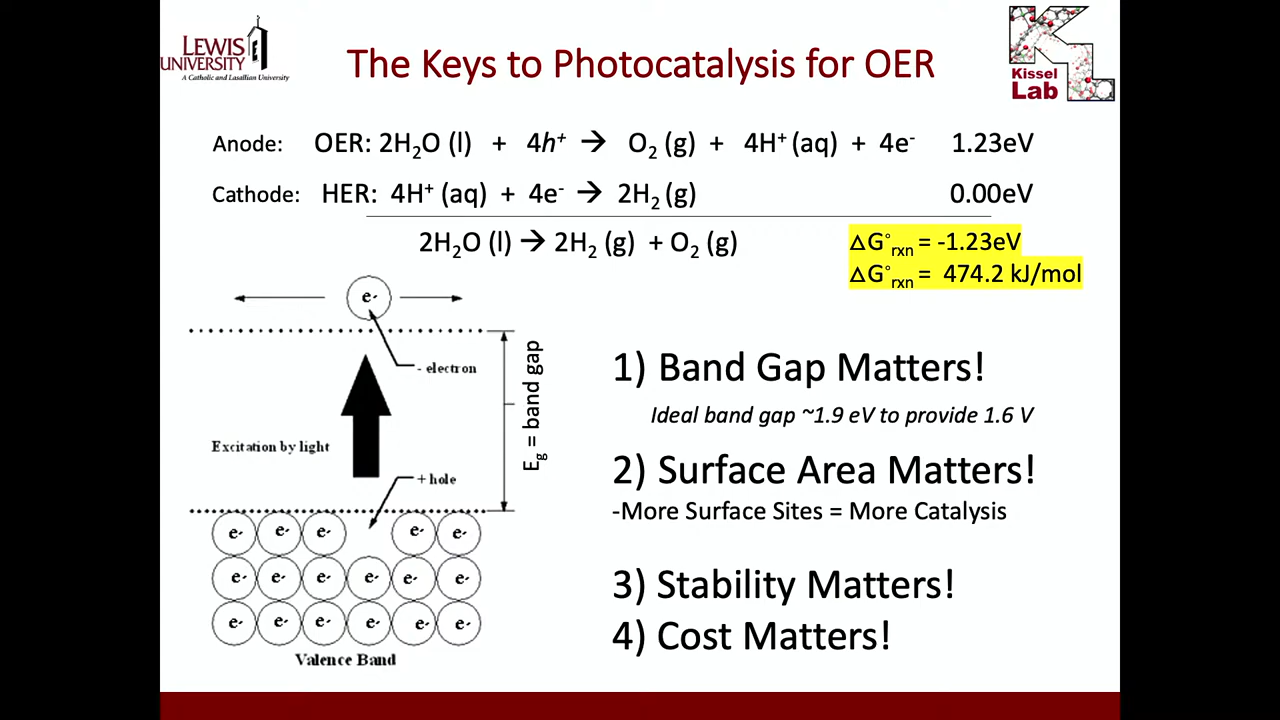 LEWIS
UNIVERSITY
A Catholic and Lasallian University
The Keys to Photocatalysis for OER
Kissel
Lab
Anode: OER: 2H₂O (l) + 4h⁺ → O₂ (g) + 4H⁺ (aq) + 4e⁻ 1.23eV
Cathode: HER: 4H⁺ (aq) + 4e⁻ → 2H₂ (g) 0.00eV
2H₂O (l) → 2H₂ (g) + O₂ (g)
△G°rxn = -1.23eV
△G°rxn = 474.2 kJ/mol
e-
- electron
Excitation by light
+ hole
Eg = band gap
e- e- e- e- e-
e- e- e- e- e- e-
e- e- e- e- e- e-
Valence Band
1) Band Gap Matters!
Ideal band gap ~1.9 eV to provide 1.6 V
2) Surface Area Matters!
-More Surface Sites = More Catalysis
3) Stability Matters!
4) Cost Matters!